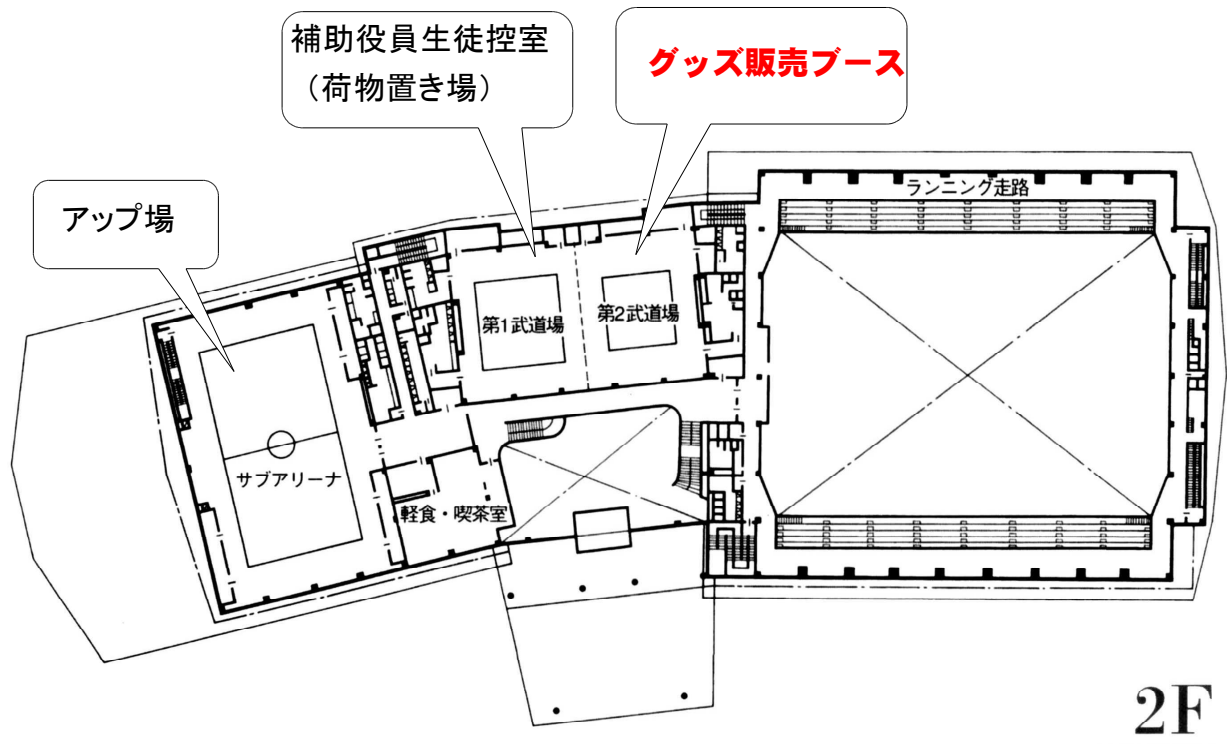 補助役員生徒控室
（荷物置き場）
グッズ販売ブース
アップ場
ランニング走路
第1武道場
第2武道場
サブアリーナ
軽食・喫茶室
2F